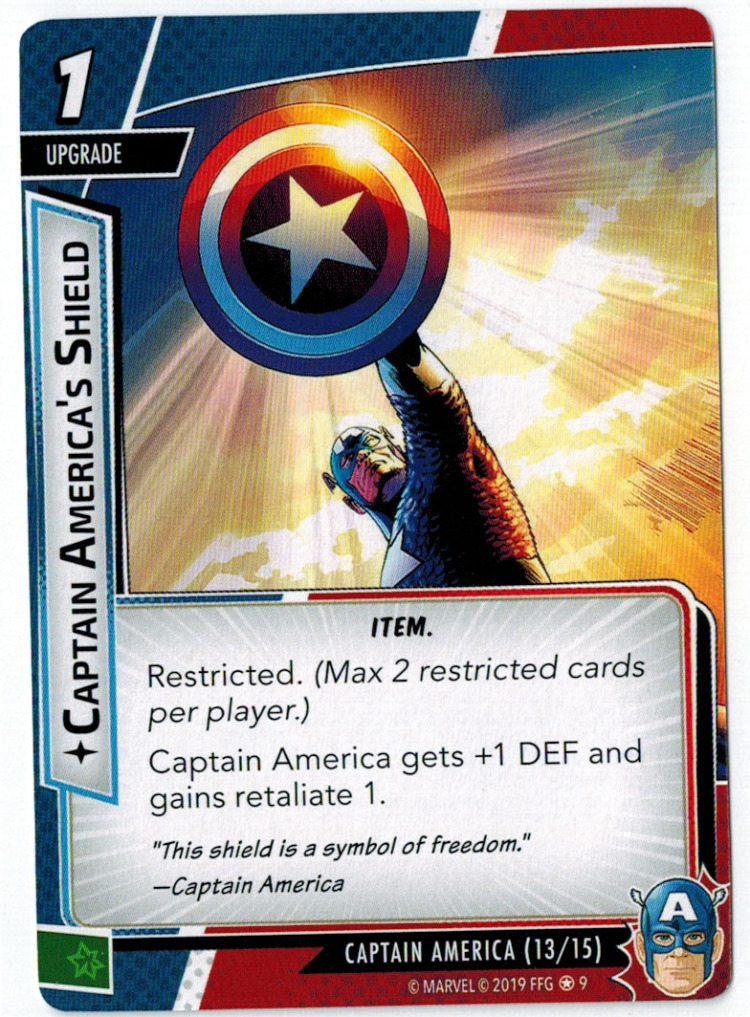 1
UPGRADE
CAPTAIN AMERICA'S SHIELD
ITEM.
Restricted. (Max 2 restricted cards
per player.)
Captain America gets +1 DEF and
gains retaliate 1.
"This shield is a symbol of freedom."
—Captain America
A
CAPTAIN AMERICA (13/15)
© MARVEL © 2019 FFG ✪ 9